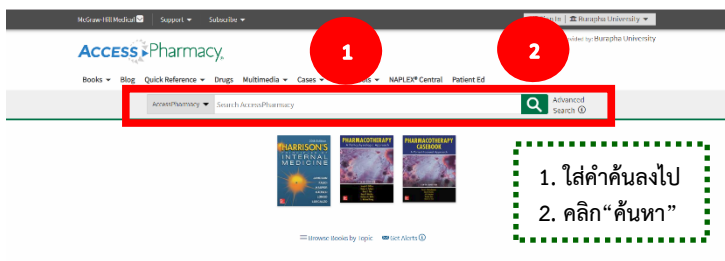 McGraw-Hill Medical Support Subscribe
Burapha University
by: Burapha University
ACCESS Pharmacy
1
2
Books Blog Quick Reference Drugs Multimedia Cases NAPLEX® Central Patient Ed
AccessPharmacy Search AccessPharmacy Advanced
Search
HARRISON'S
INTERNAL
MEDICINE
PHARMACOTHERAPY
PHARMACOTHERAPY
CASEBOOK
1. ใส่คำค้นลงไป
2. คลิก“ค้นหา”
Browse Books by Topic Get Alerts